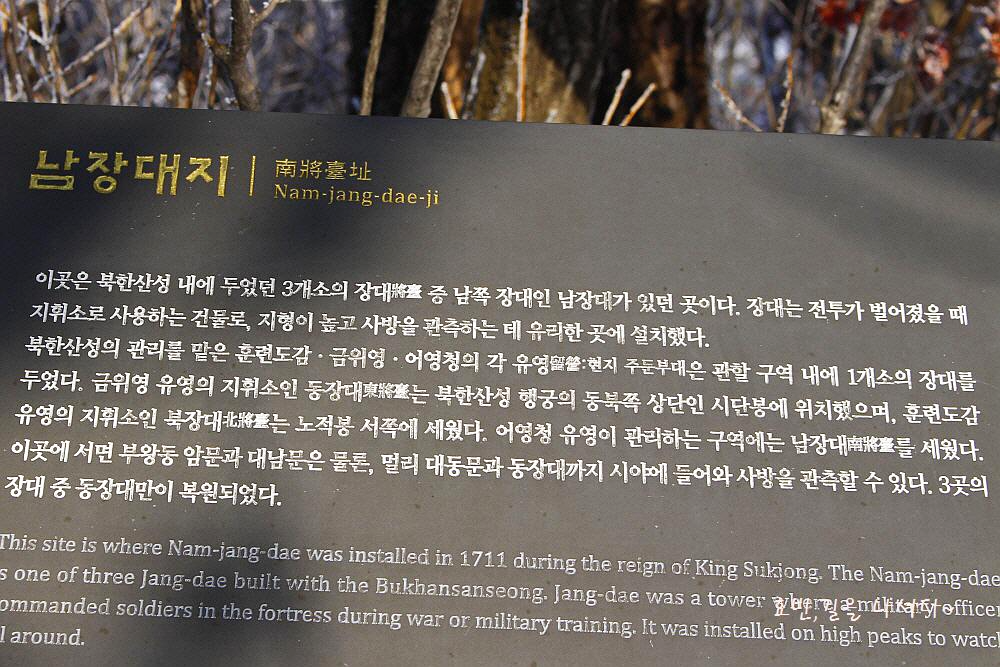 남장대지 | 南將臺址
Nam-jang-dae-ji
이곳은 북한산성 내에 두었던 3개소의 장대將臺 중 남쪽 장대인 남장대가 있던 곳이다. 장대는 전투가 벌어졌을 때
지휘소로 사용하는 건물로, 지형이 높고 사방을 관측하는 데 유리한 곳에 설치했다.
북한산성의 관리를 맡은 훈련도감 · 금위영 · 어영청의 각 유영留營:현지 주둔부대은 관할 구역 내에 1개소의 장대를
두었다. 금위영 유영의 지휘소인 동장대東將臺는 북한산성 행궁의 동북쪽 상단인 시단봉에 위치했으며, 훈련도감
유영의 지휘소인 북장대北將臺는 노적봉 서쪽에 세웠다. 어영청 유영이 관리하는 구역에는 남장대南將臺를 세웠다.
이곳에 서면 부왕동 암문과 대남문은 물론, 멀리 대동문과 동장대까지 시야에 들어와 사방을 관측할 수 있다. 3곳의
장대 중 동장대만이 복원되었다.
This site is where Nam-jang-dae was installed in 1711 during the reign of King Sukjong. The Nam-jang-dae
s one of three Jang-dae built with the Bukhansanseong. Jang-dae was a tower where a military officer
ommanded soldiers in the fortress during war or military training. It was installed on high peaks to watch
l around.